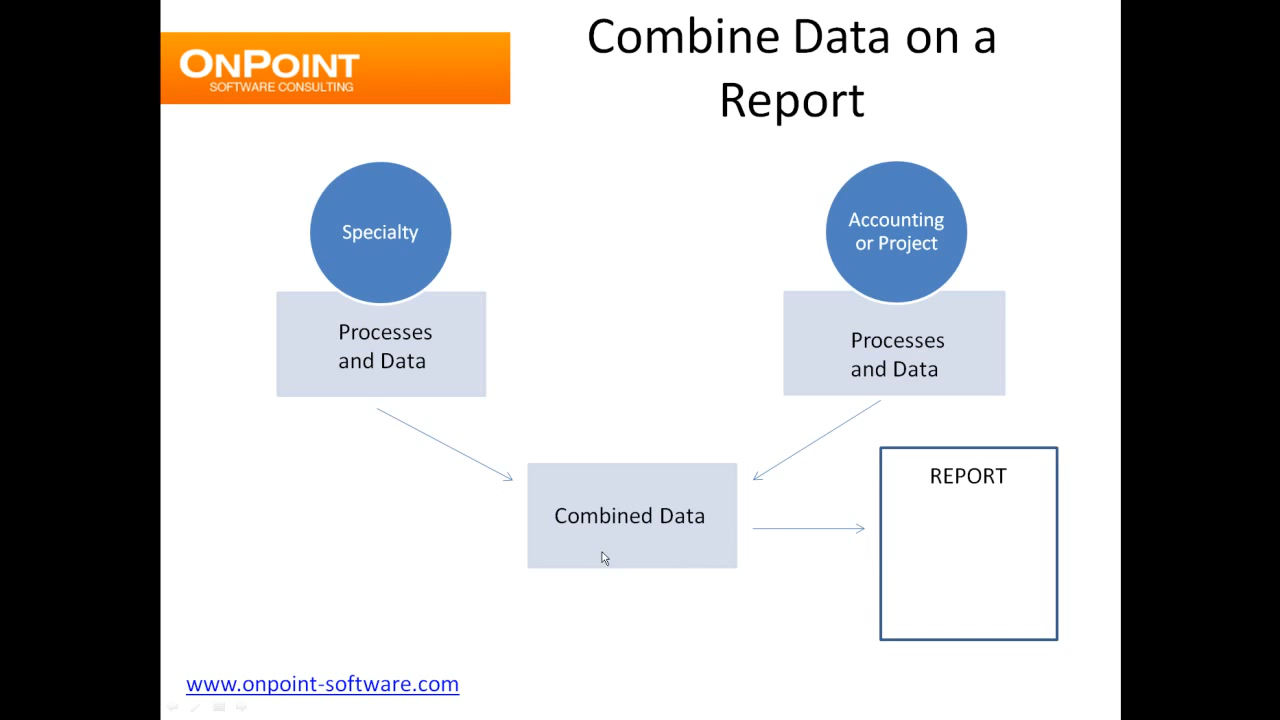 ONPOINT
SOFTWARE CONSULTING
Combine Data on a
Report
Specialty
Processes
and Data
Accounting
or Project
Processes
and Data
Combined Data
REPORT
www.onpoint-software.com